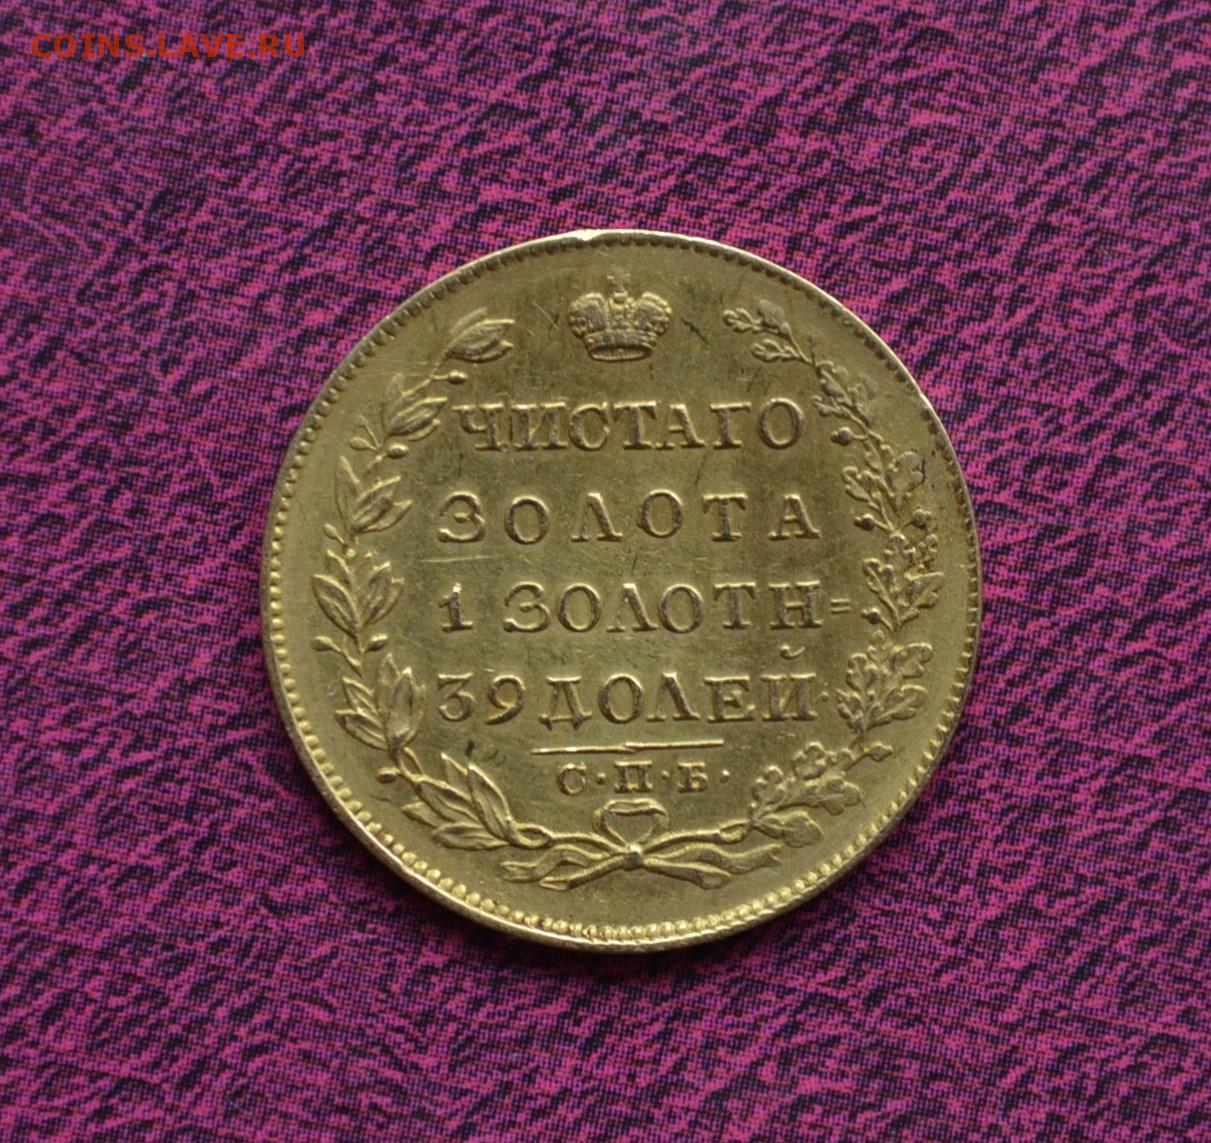 COINS.LAVE.RU
ЧИСТАГО
ЗОЛОТА
1 ЗОЛОТН=
39 ДОЛЕЙ.
С·П·Б·